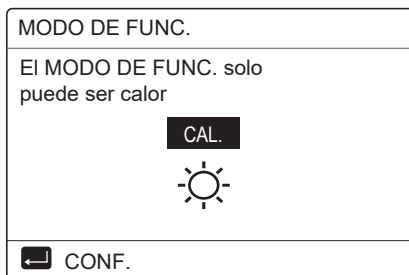 MODO DE FUNC.
El MODO DE FUNC. solo
puede ser calor
CAL.
CONF.